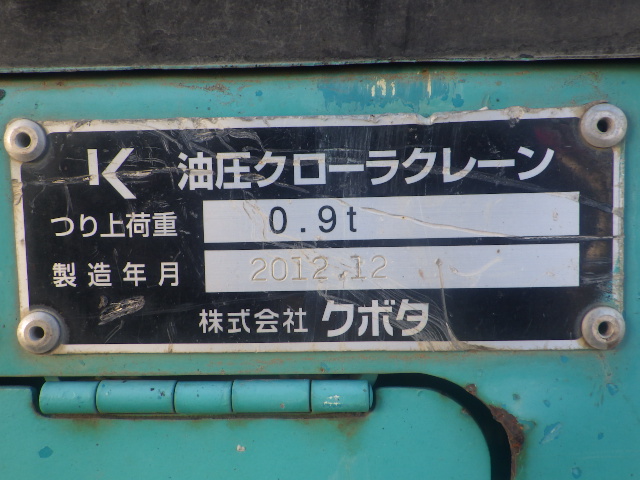 K 油圧クローラクレーン
つり上荷重 0.9t
製造年月 2012.12
株式会社 クボタ